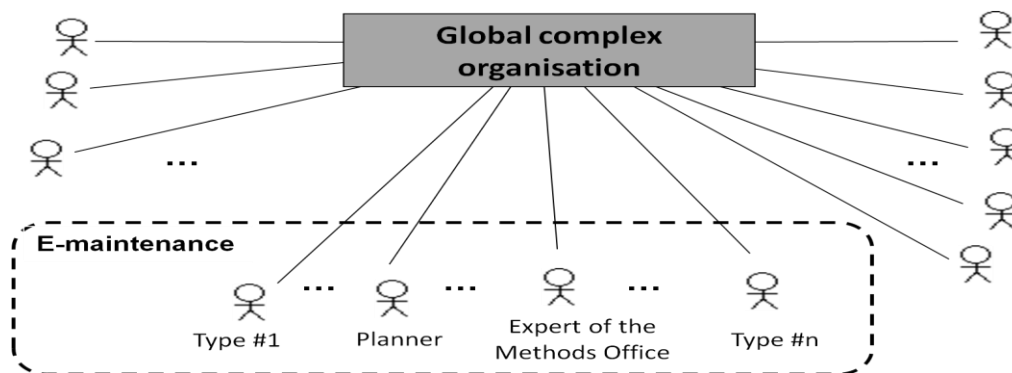 Global complex
organisation
... ...
E-maintenance
... ... ...
Type #1 Planner Expert of the
Methods Office Type #n